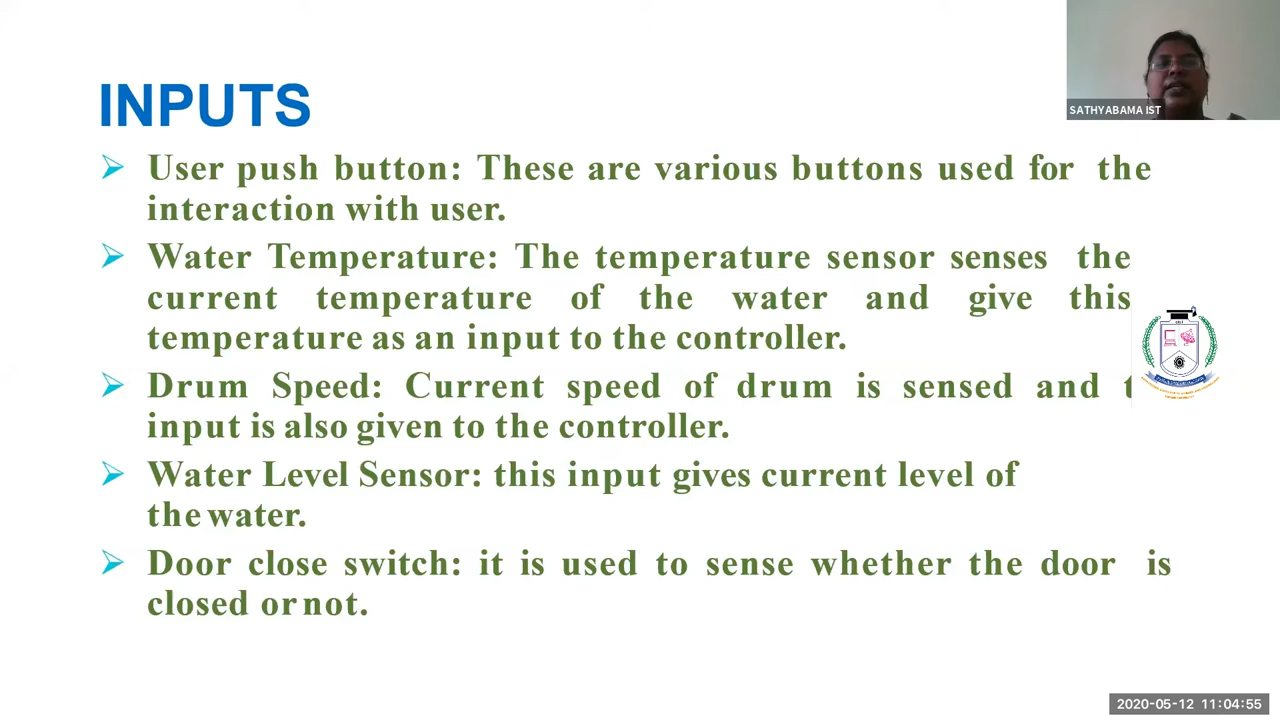 SATHYABAMA IST
INPUTS
User push button: These are various buttons used for the
interaction with user.
Water Temperature: The temperature sensor senses the
current temperature of the water and give this
temperature as an input to the controller.
Drum Speed: Current speed of drum is sensed and
input is also given to the controller.
Water Level Sensor: this input gives current level of
the water.
Door close switch: it is used to sense whether the door is
closed or not.
2020-05-12 11:04:55